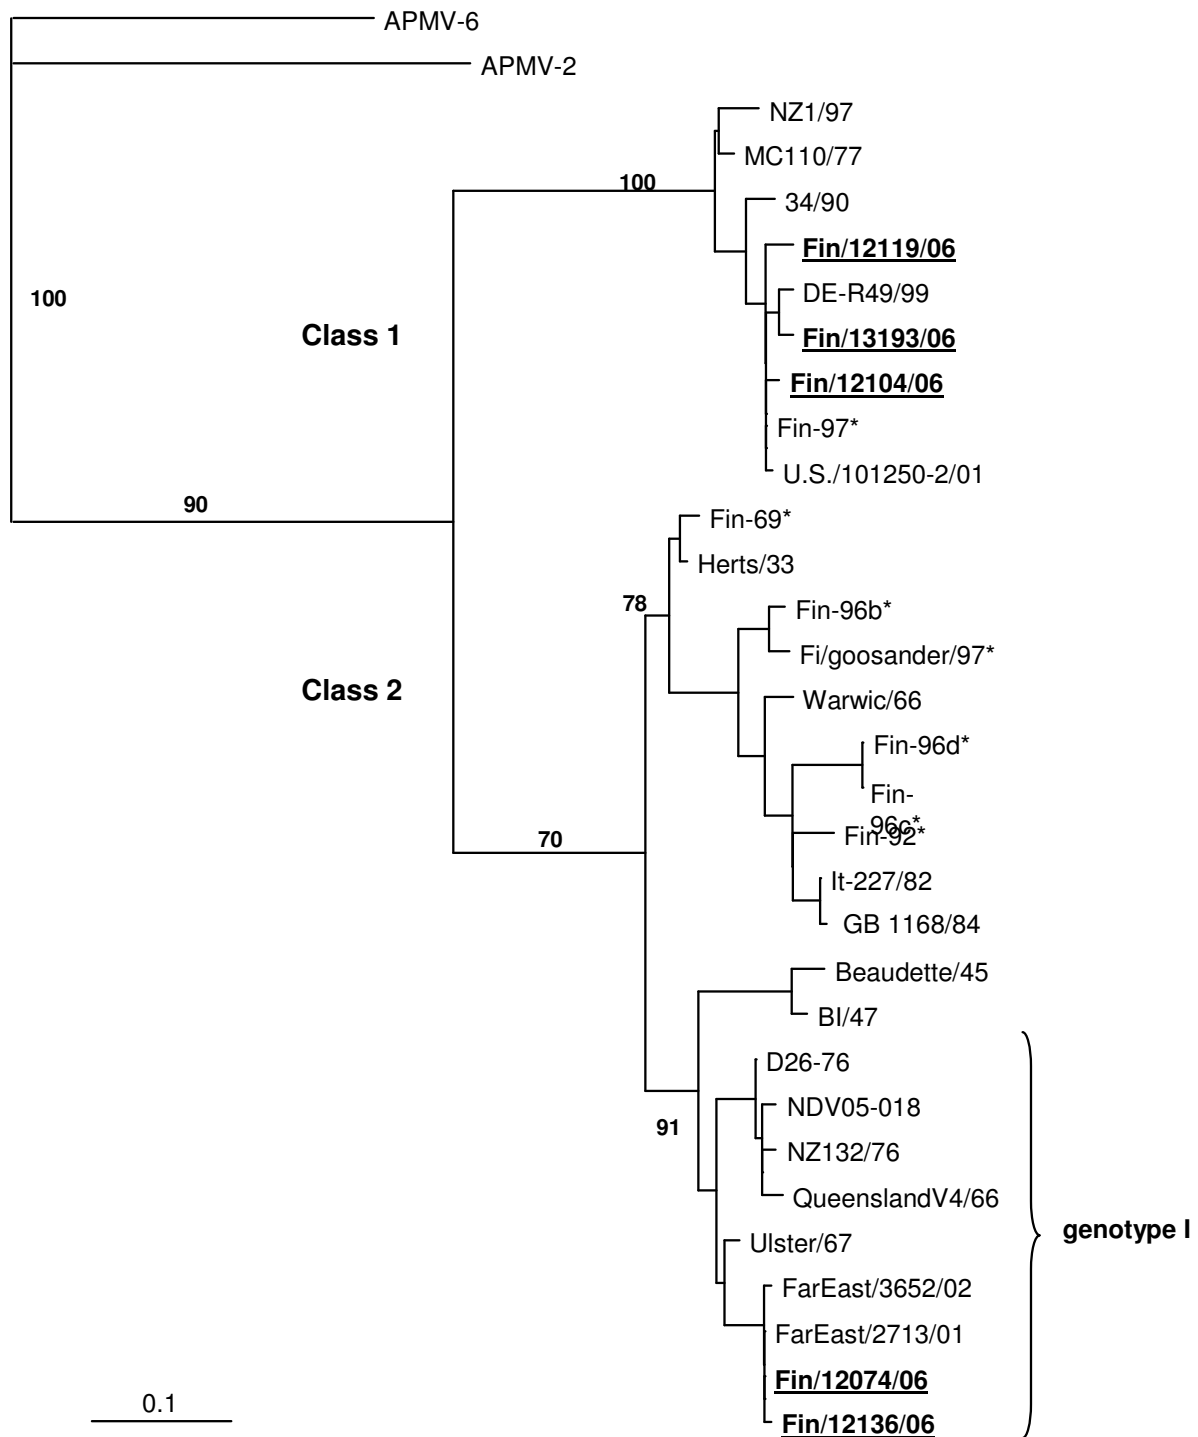 APMV-6
APMV-2
NZ1/97
MC110/77
100
34/90
Fin/12119/06
DE-R49/99
100
Class 1
Fin/13193/06
Fin/12104/06
Fin-97*
U.S./101250-2/01
90
Fin-69*
Herts/33
78
Fin-96b*
Fi/goosander/97*
Class 2
Warwic/66
Fin-96d*
Fin-
96c*
Fin-92*
70
It-227/82
GB 1168/84
Beaudette/45
BI/47
D26-76
NDV05-018
91
NZ132/76
QueenslandV4/66
genotype I
Ulster/67
FarEast/3652/02
FarEast/2713/01
Fin/12074/06
0.1
Fin/12136/06